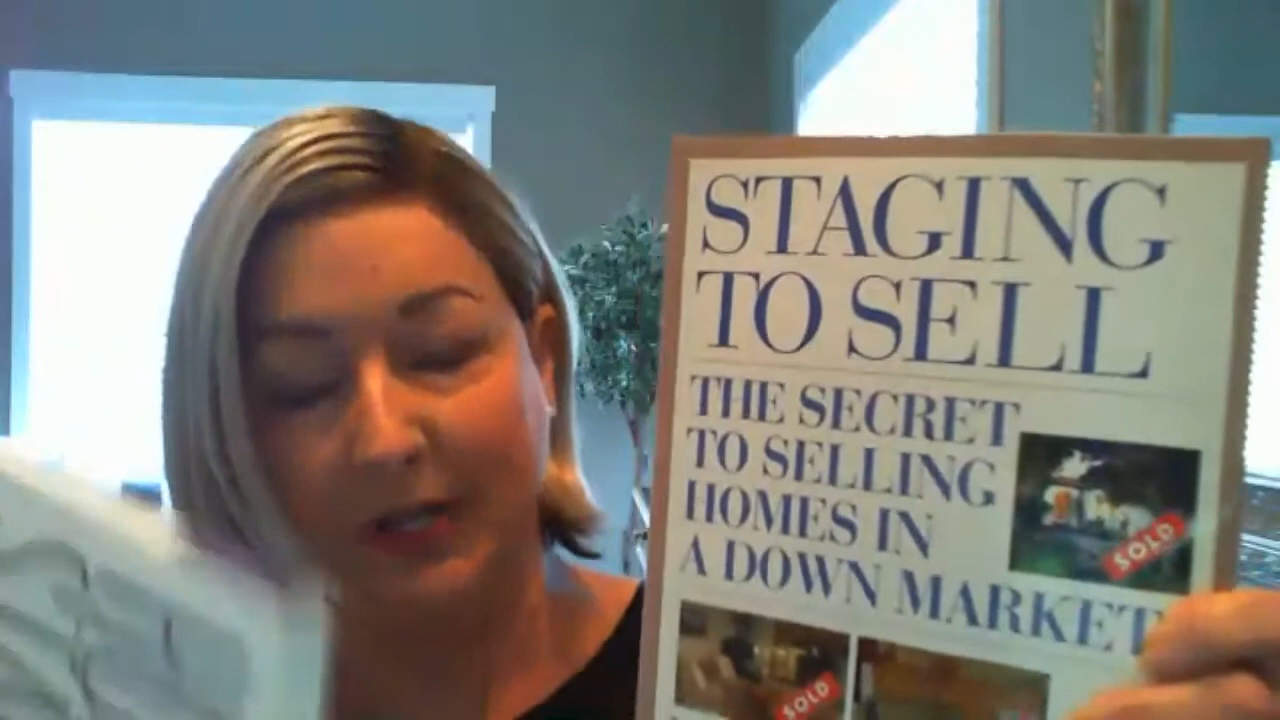 STAGING
TO SELL
THE SECRET
TO SELLING
HOMES IN
A DOWN MARKET
SOLD
SOLD